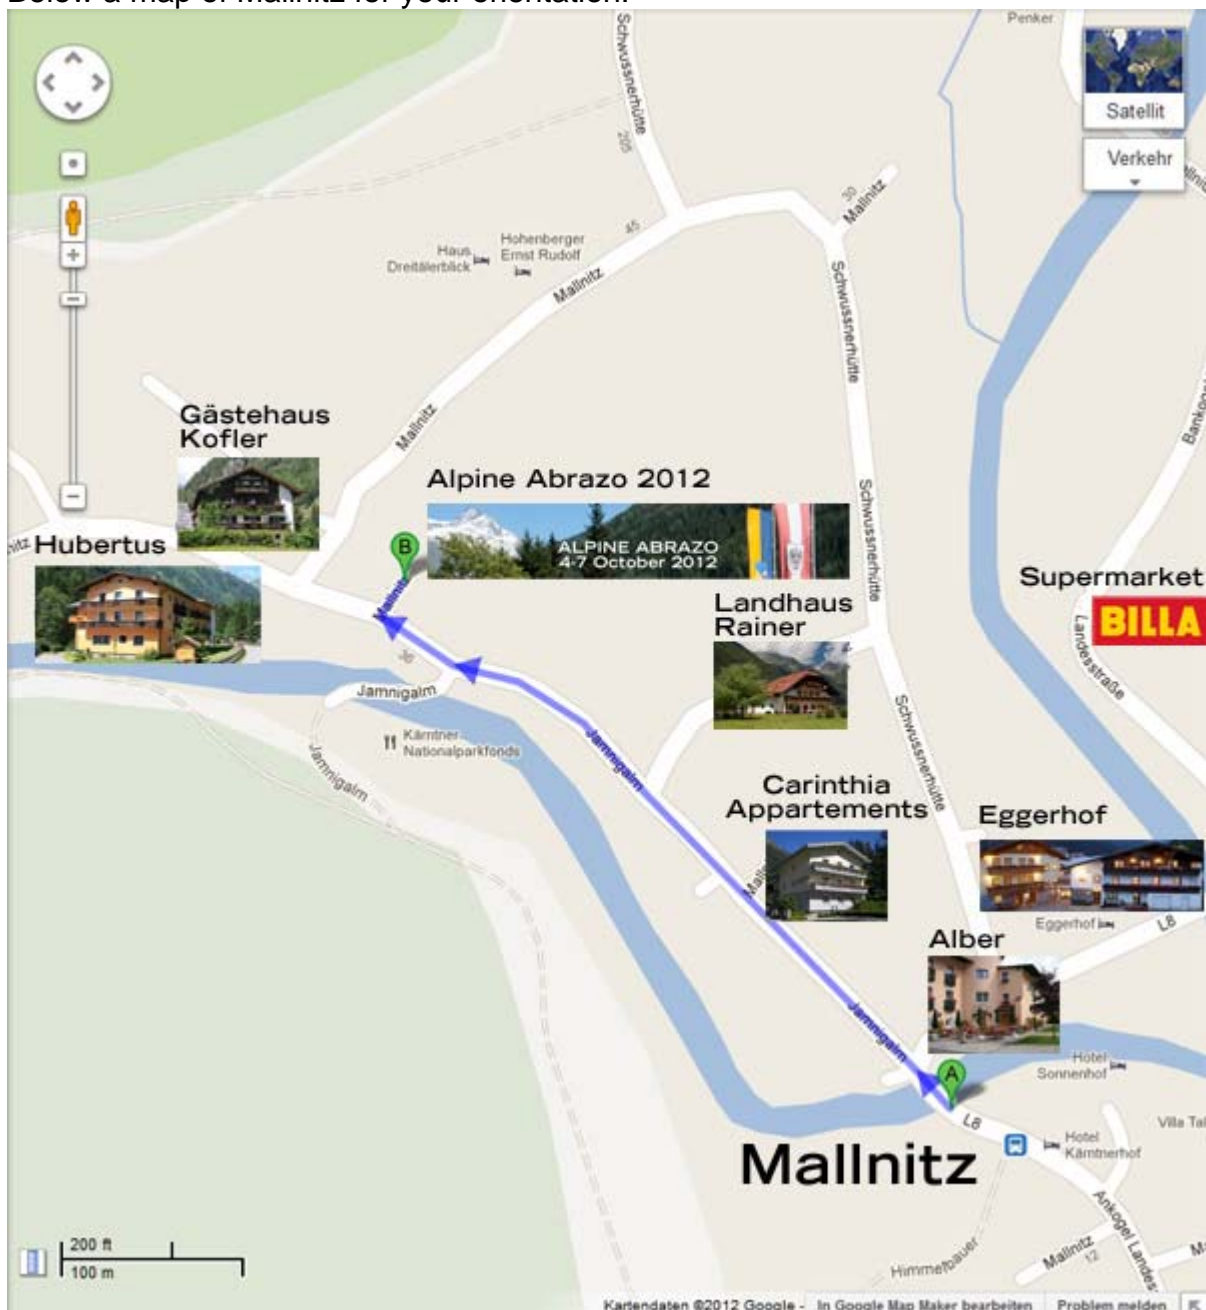 Below a map of Mallnitz for your orientation.
Penker
Satellit
Verkehr
Schwussnerhütte
205
30
Mallnitz
45
Haus
Dreitälerblick
Hohenberger
Ernst Rudolf
Mallnitz
Schwussnerhütte
Mallnitz
Gästehaus
Kofler
Alpine Abrazo 2012
ALPINE ABRAZO
4-7 October 2012
B
Hubertus
Mallnitz
Schwussnerhütte
Supermarket
BILLA
Landesstraße
Landhaus
Rainer
36
Jamnigalm
Kärntner
Nationalparkfonds
Jamnigalm
Jamnigalm
Schwussnerhütte
Carinthia
Appartements
Eggerhof
Eggerhof
L8
Alber
Jamnigalm
A
Hotel
Sonnenhof
L8
Hotel
Kärntnerhof
Mallnitz
Mallnitz
12
Himmelbauer
200 ft
100 m
Kartendaten ©2012 Google - In Google Map Maker bearbeiten Problem melden